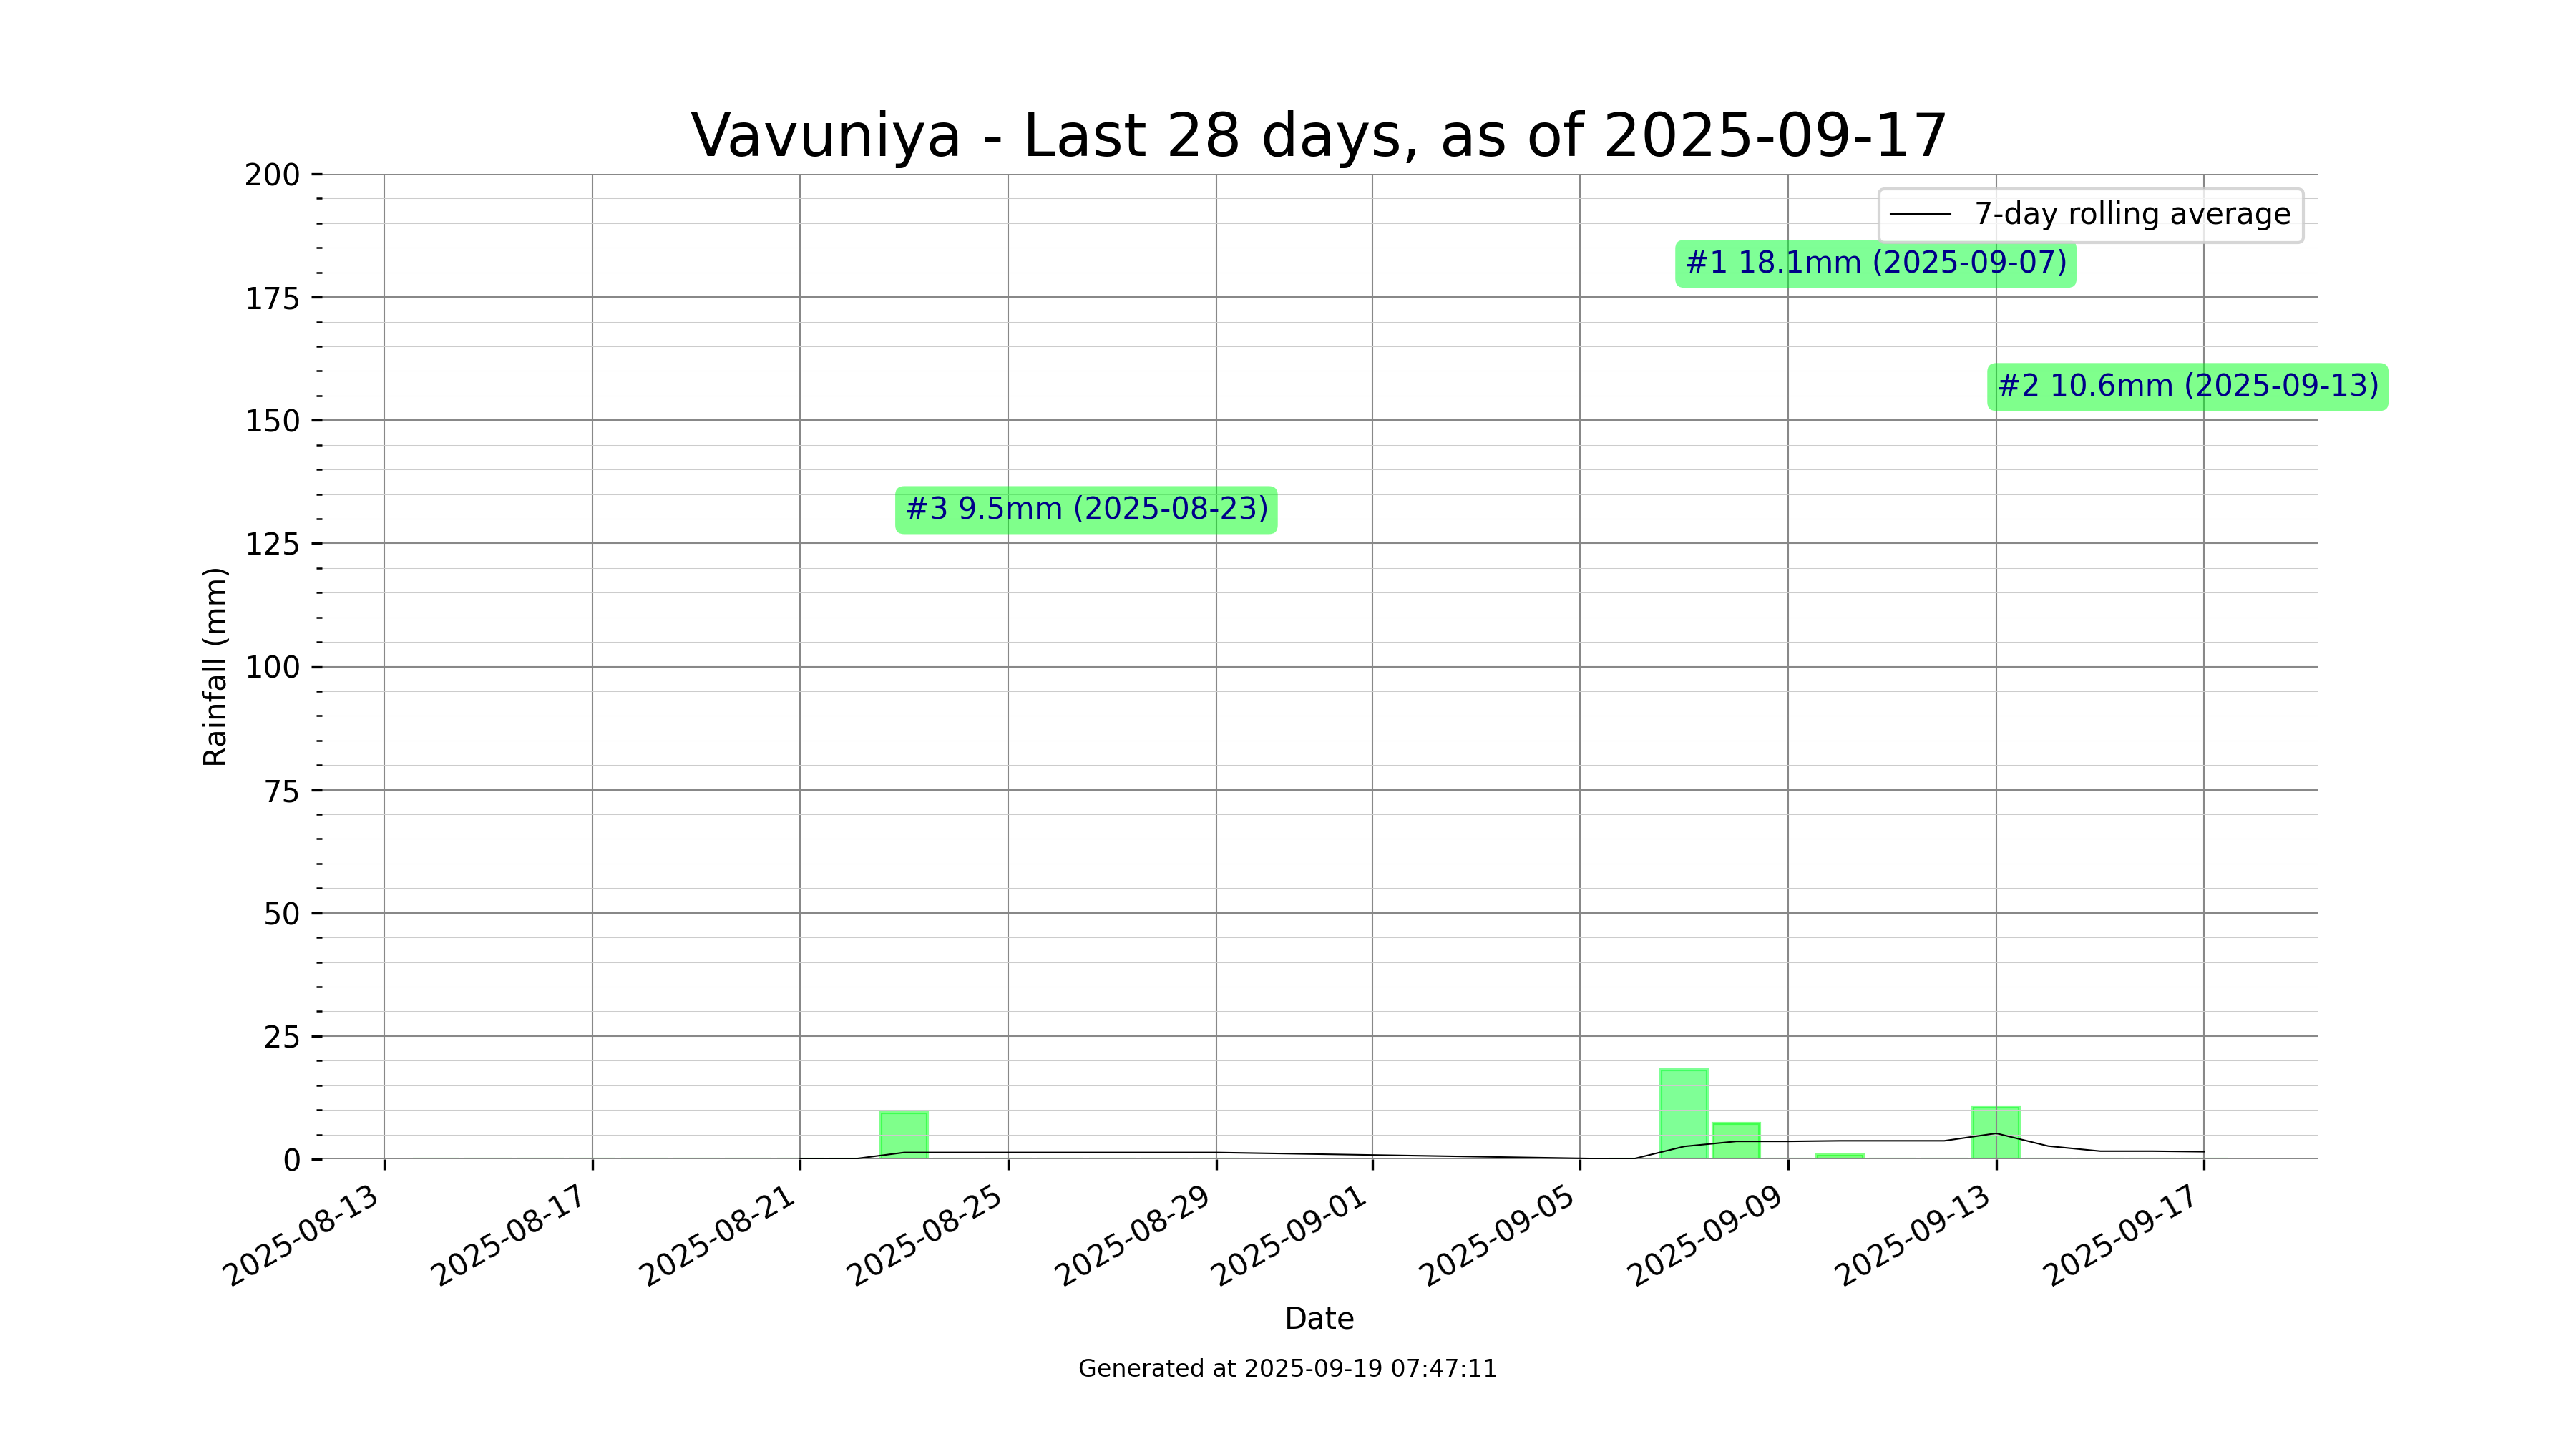 Vavuniya - Last 28 days, as of 2025-09-17
200
175
150
125
100
75
50
25
0
Rainfall (mm)
7-day rolling average
#1 18.1mm (2025-09-07)
#2 10.6mm (2025-09-13)
#3 9.5mm (2025-08-23)
2025-08-13
2025-08-17
2025-08-21
2025-08-25
2025-08-29
2025-09-01
2025-09-05
2025-09-09
2025-09-13
2025-09-17
Date
Generated at 2025-09-19 07:47:11